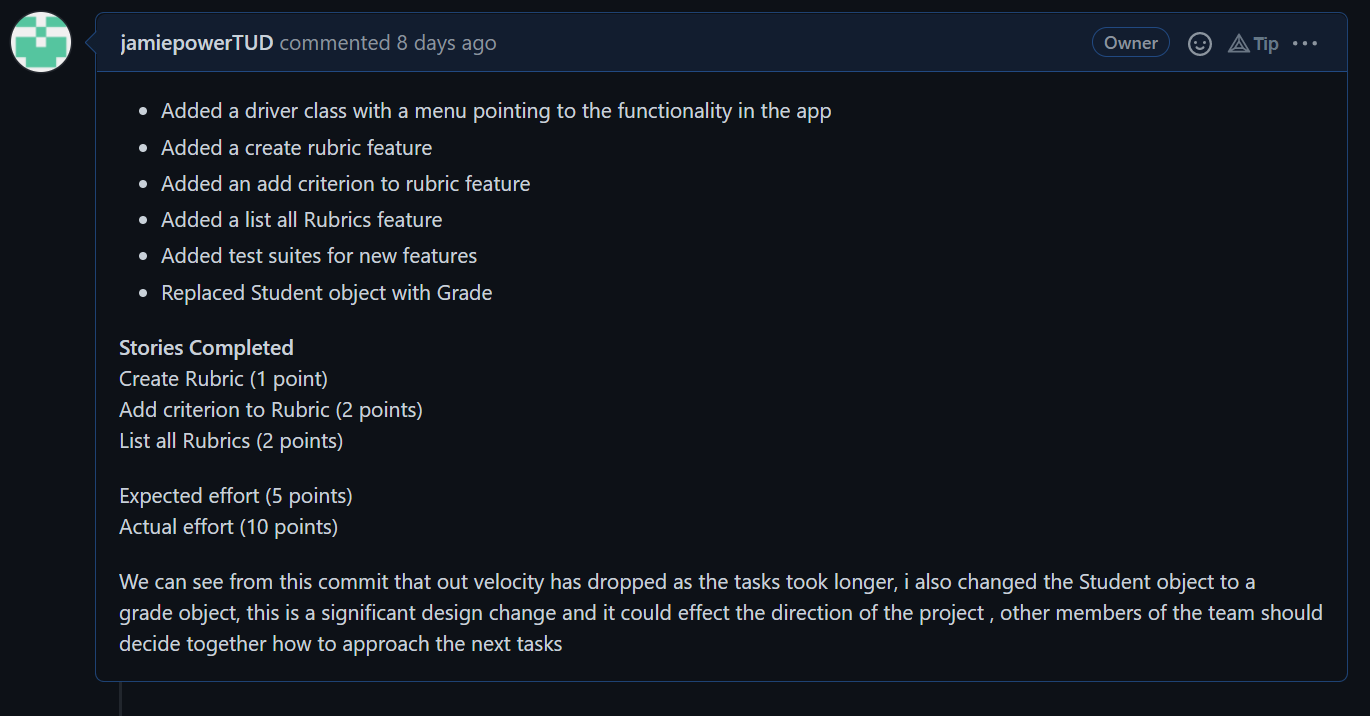 jamiepowerTUD commented 8 days ago
Owner
Tip
Added a driver class with a menu pointing to the functionality in the app
Added a create rubric feature
Added an add criterion to rubric feature
Added a list all Rubrics feature
Added test suites for new features
Replaced Student object with Grade
Stories Completed
Create Rubric (1 point)
Add criterion to Rubric (2 points)
List all Rubrics (2 points)
Expected effort (5 points)
Actual effort (10 points)
We can see from this commit that out velocity has dropped as the tasks took longer, i also changed the Student object to a
grade object, this is a significant design change and it could effect the direction of the project , other members of the team should
decide together how to approach the next tasks